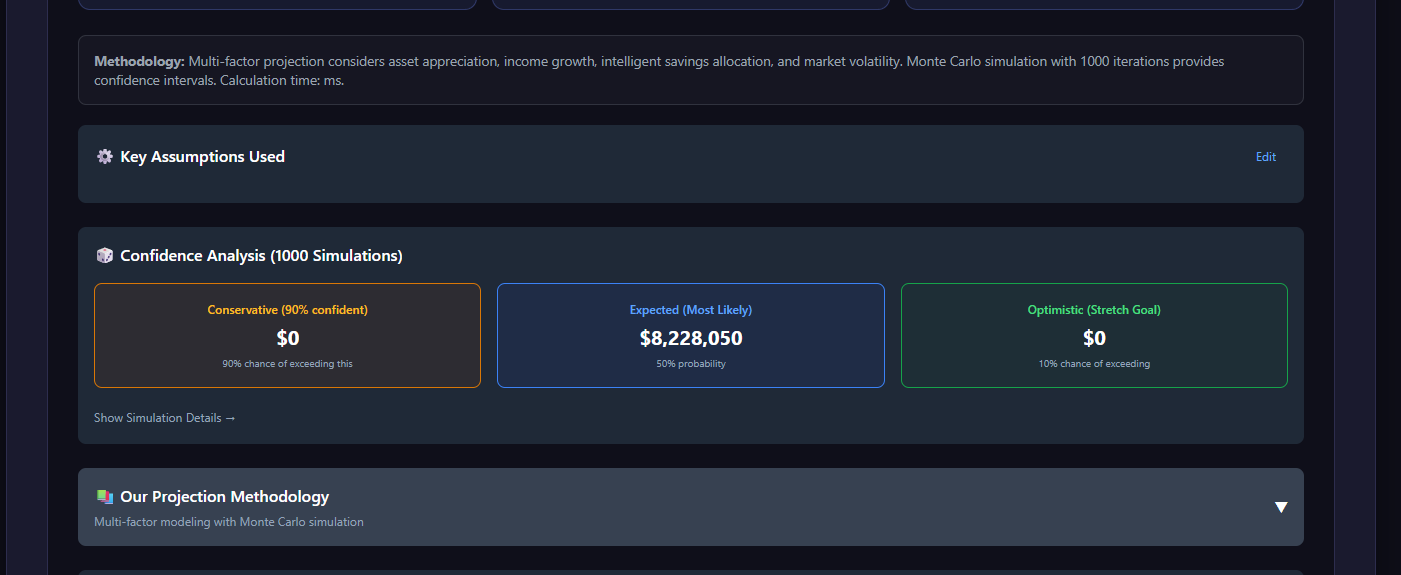 Methodology: Multi-factor projection considers asset appreciation, income growth, intelligent savings allocation, and market volatility. Monte Carlo simulation with 1000 iterations provides
confidence intervals. Calculation time: ms.
Key Assumptions Used
Edit
Confidence Analysis (1000 Simulations)
Conservative (90% confident)
$0
90% chance of exceeding this
Expected (Most Likely)
$8,228,050
50% probability
Optimistic (Stretch Goal)
$0
10% chance of exceeding
Show Simulation Details →
Our Projection Methodology
Multi-factor modeling with Monte Carlo simulation